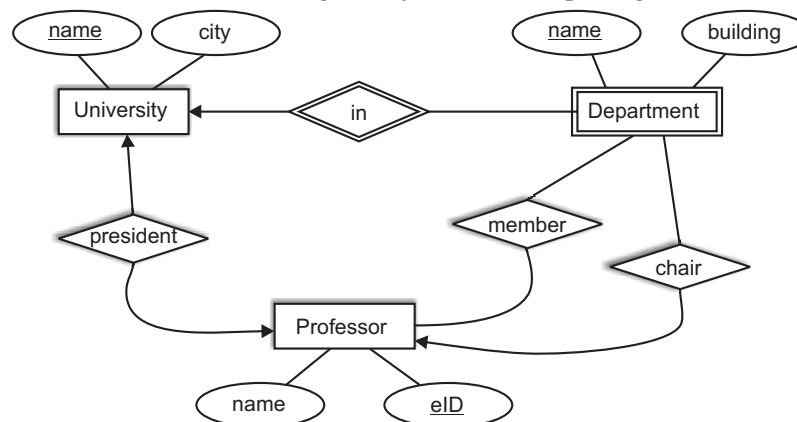 name
city
name
building
University
in
Department
president
member
chair
Professor
name
eID